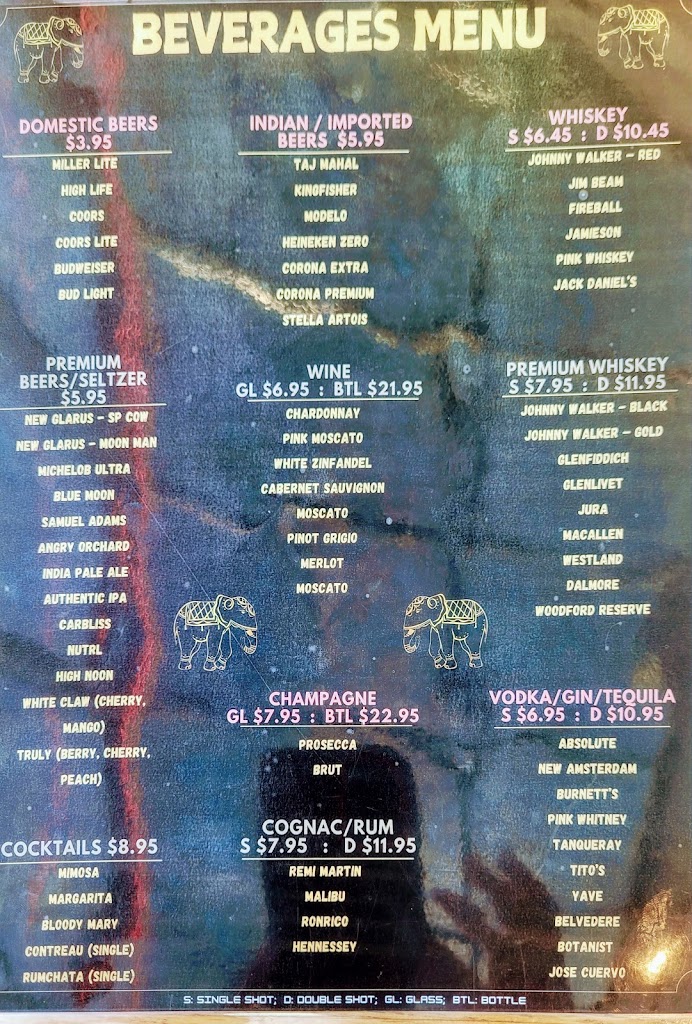 BEVERAGES MENU
DOMESTIC BEERS
$3.95
MILLER LITE
HIGH LIFE
COORS
COORS LITE
BUDWEISER
BUD LIGHT
PREMIUM
BEERS/SELTZER
$5.95
NEW GLARUS - SP COW
NEW GLARUS - MOON MAN
MICHELOB ULTRA
BLUE MOON
SAMUEL ADAMS
ANGRY ORCHARD
INDIA PALE ALE
AUTHENTIC IPA
CARBLISS
NUTRL
HIGH NOON
WHITE CLAW (CHERRY,
MANGO)
TRULY (BERRY, CHERRY,
PEACH)
COCKTAILS $8.95
MIMOSA
MARGARITA
BLOODY MARY
CONTREAU (SINGLE)
RUMCHATA (SINGLE)
INDIAN / IMPORTED
BEERS $5.95
TAJ MAHAL
KINGFISHER
MODELO
HEINEKEN ZERO
CORONA EXTRA
CORONA PREMIUM
STELLA ARTOIS
WINE
GL $6.95 : BTL $21.95
CHARDONNAY
PINK MOSCATO
WHITE ZINFANDEL
CABERNET SAUVIGNON
MOSCATO
PINOT GRIGIO
MERLOT
MOSCATO
CHAMPAGNE
GL $7.95 : BTL $22.95
PROSECCA
BRUT
COGNAC/RUM
S $7.95 : D $11.95
REMI MARTIN
MALIBU
RONRICO
HENNESSEY
WHISKEY
S $6.45 : D $10.45
JOHNNY WALKER - RED
JIM BEAM
FIREBALL
JAMIESON
PINK WHISKEY
JACK DANIEL'S
PREMIUM WHISKEY
S $7.95 : D $11.95
JOHNNY WALKER - BLACK
JOHNNY WALKER - GOLD
GLENFIDDICH
GLENLIVET
JURA
MACALLEN
WESTLAND
DALMORE
WOODFORD RESERVE
VODKA/GIN/TEQUILA
S $6.95 : D $10.95
ABSOLUTE
NEW AMSTERDAM
BURNETT'S
PINK WHITNEY
TANQUERAY
TITO'S
YAVE
BELVEDERE
BOTANIST
JOSE CUERVO
S: SINGLE SHOT; D: DOUBLE SHOT; GL: GLASS; BTL: BOTTLE